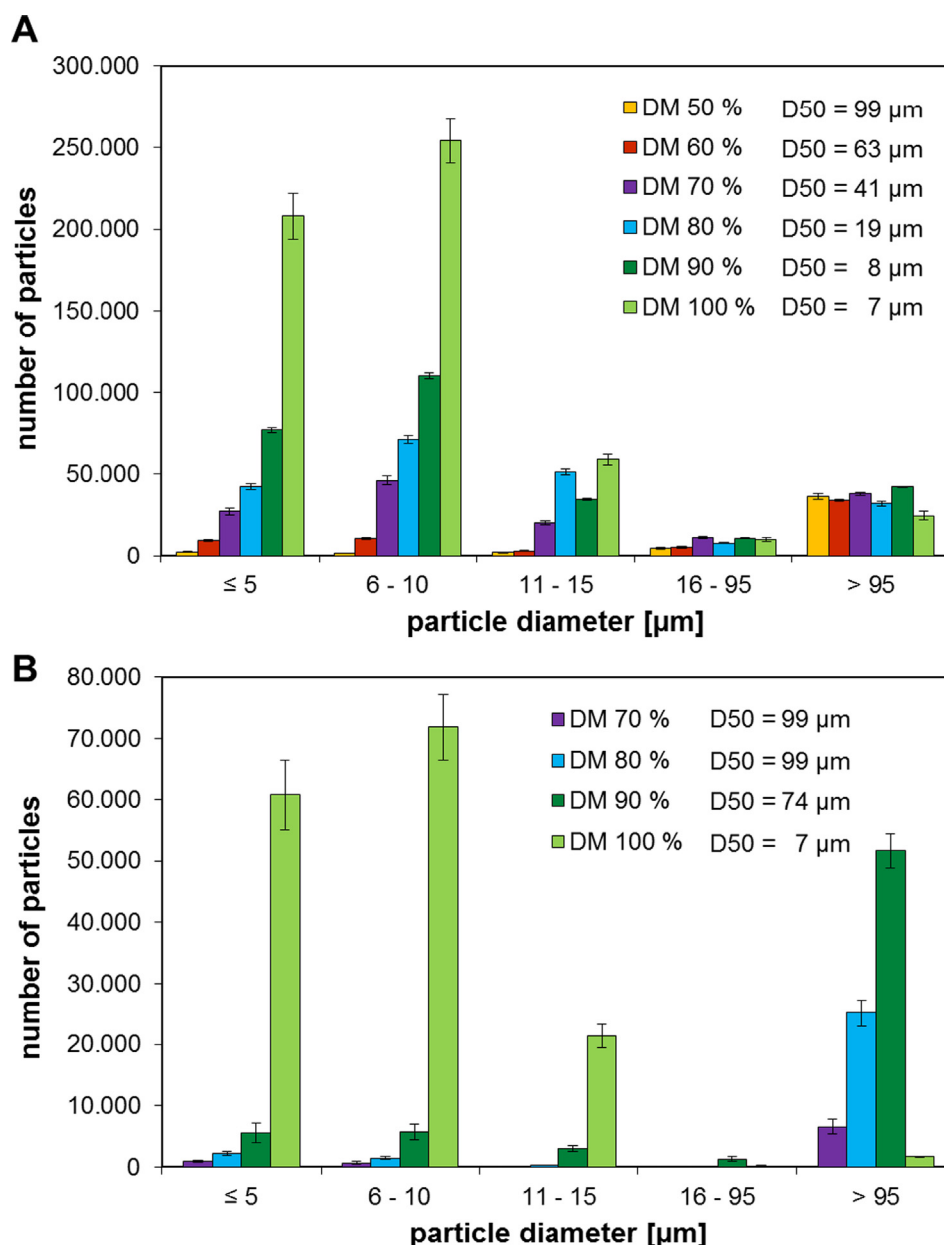 A
300.000
250.000
200.000
150.000
100.000
50.000
0
number of particles
DM 50 % D50 = 99 µm
DM 60 % D50 = 63 µm
DM 70 % D50 = 41 µm
DM 80 % D50 = 19 µm
DM 90 % D50 = 8 µm
DM 100 % D50 = 7 µm
≤ 5 6 - 10 11 - 15 16 - 95 > 95
particle diameter [µm]
B
80.000
70.000
60.000
50.000
40.000
30.000
20.000
10.000
0
number of particles
DM 70 % D50 = 99 µm
DM 80 % D50 = 99 µm
DM 90 % D50 = 74 µm
DM 100 % D50 = 7 µm
≤ 5 6 - 10 11 - 15 16 - 95 > 95
particle diameter [µm]